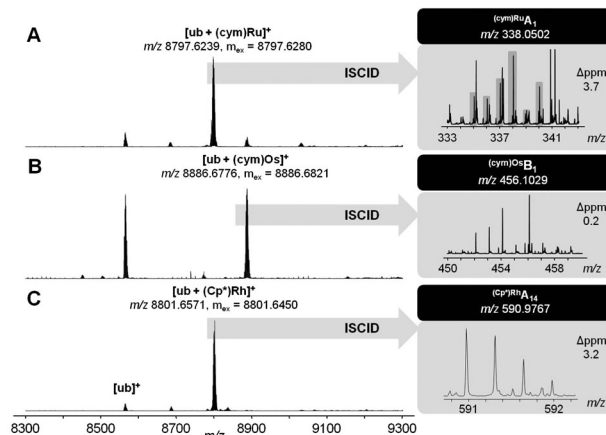 A
[ub + (cym)Ru]⁺
m/z 8797.6239, mₑₓ = 8797.6280
ISCID
(cym)RuA₁
m/z 338.0502
Δppm
3.7
333 337 341 m/z
B
[ub + (cym)Os]⁺
m/z 8886.6776, mₑₓ = 8886.6821
ISCID
(cym)OsB₁
m/z 456.1029
Δppm
0.2
450 454 456 458 m/z
C
[ub + (Cp*)Rh]⁺
m/z 8801.6571, mₑₓ = 8801.6450
ISCID
(Cp*)RhA₁₄
m/z 590.9767
Δppm
3.2
591 592 m/z
[ub]⁺
8300 8500 8700 8900 9100 9300
m/z